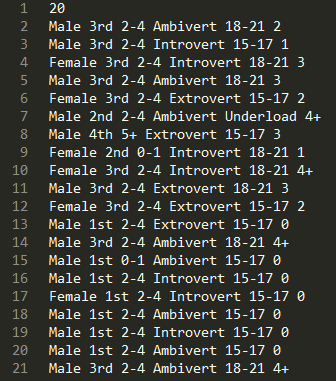 1 20
2 Male 3rd 2-4 Ambivert 18-21 2
3 Male 3rd 2-4 Introvert 15-17 1
4 Female 3rd 2-4 Introvert 18-21 3
5 Male 3rd 2-4 Ambivert 18-21 3
6 Female 3rd 2-4 Extrovert 15-17 2
7 Male 2nd 2-4 Ambivert Underload 4+
8 Male 4th 5+ Extrovert 15-17 3
9 Female 2nd 0-1 Introvert 18-21 1
10 Female 3rd 2-4 Introvert 18-21 4+
11 Male 3rd 2-4 Extrovert 18-21 3
12 Female 3rd 2-4 Extrovert 15-17 2
13 Male 1st 2-4 Extrovert 15-17 0
14 Male 3rd 2-4 Ambivert 18-21 4+
15 Male 1st 0-1 Ambivert 15-17 0
16 Male 1st 2-4 Introvert 15-17 0
17 Female 1st 2-4 Introvert 15-17 0
18 Male 1st 2-4 Ambivert 15-17 0
19 Male 1st 2-4 Introvert 15-17 0
20 Male 1st 2-4 Ambivert 15-17 0
21 Male 3rd 2-4 Ambivert 18-21 4+